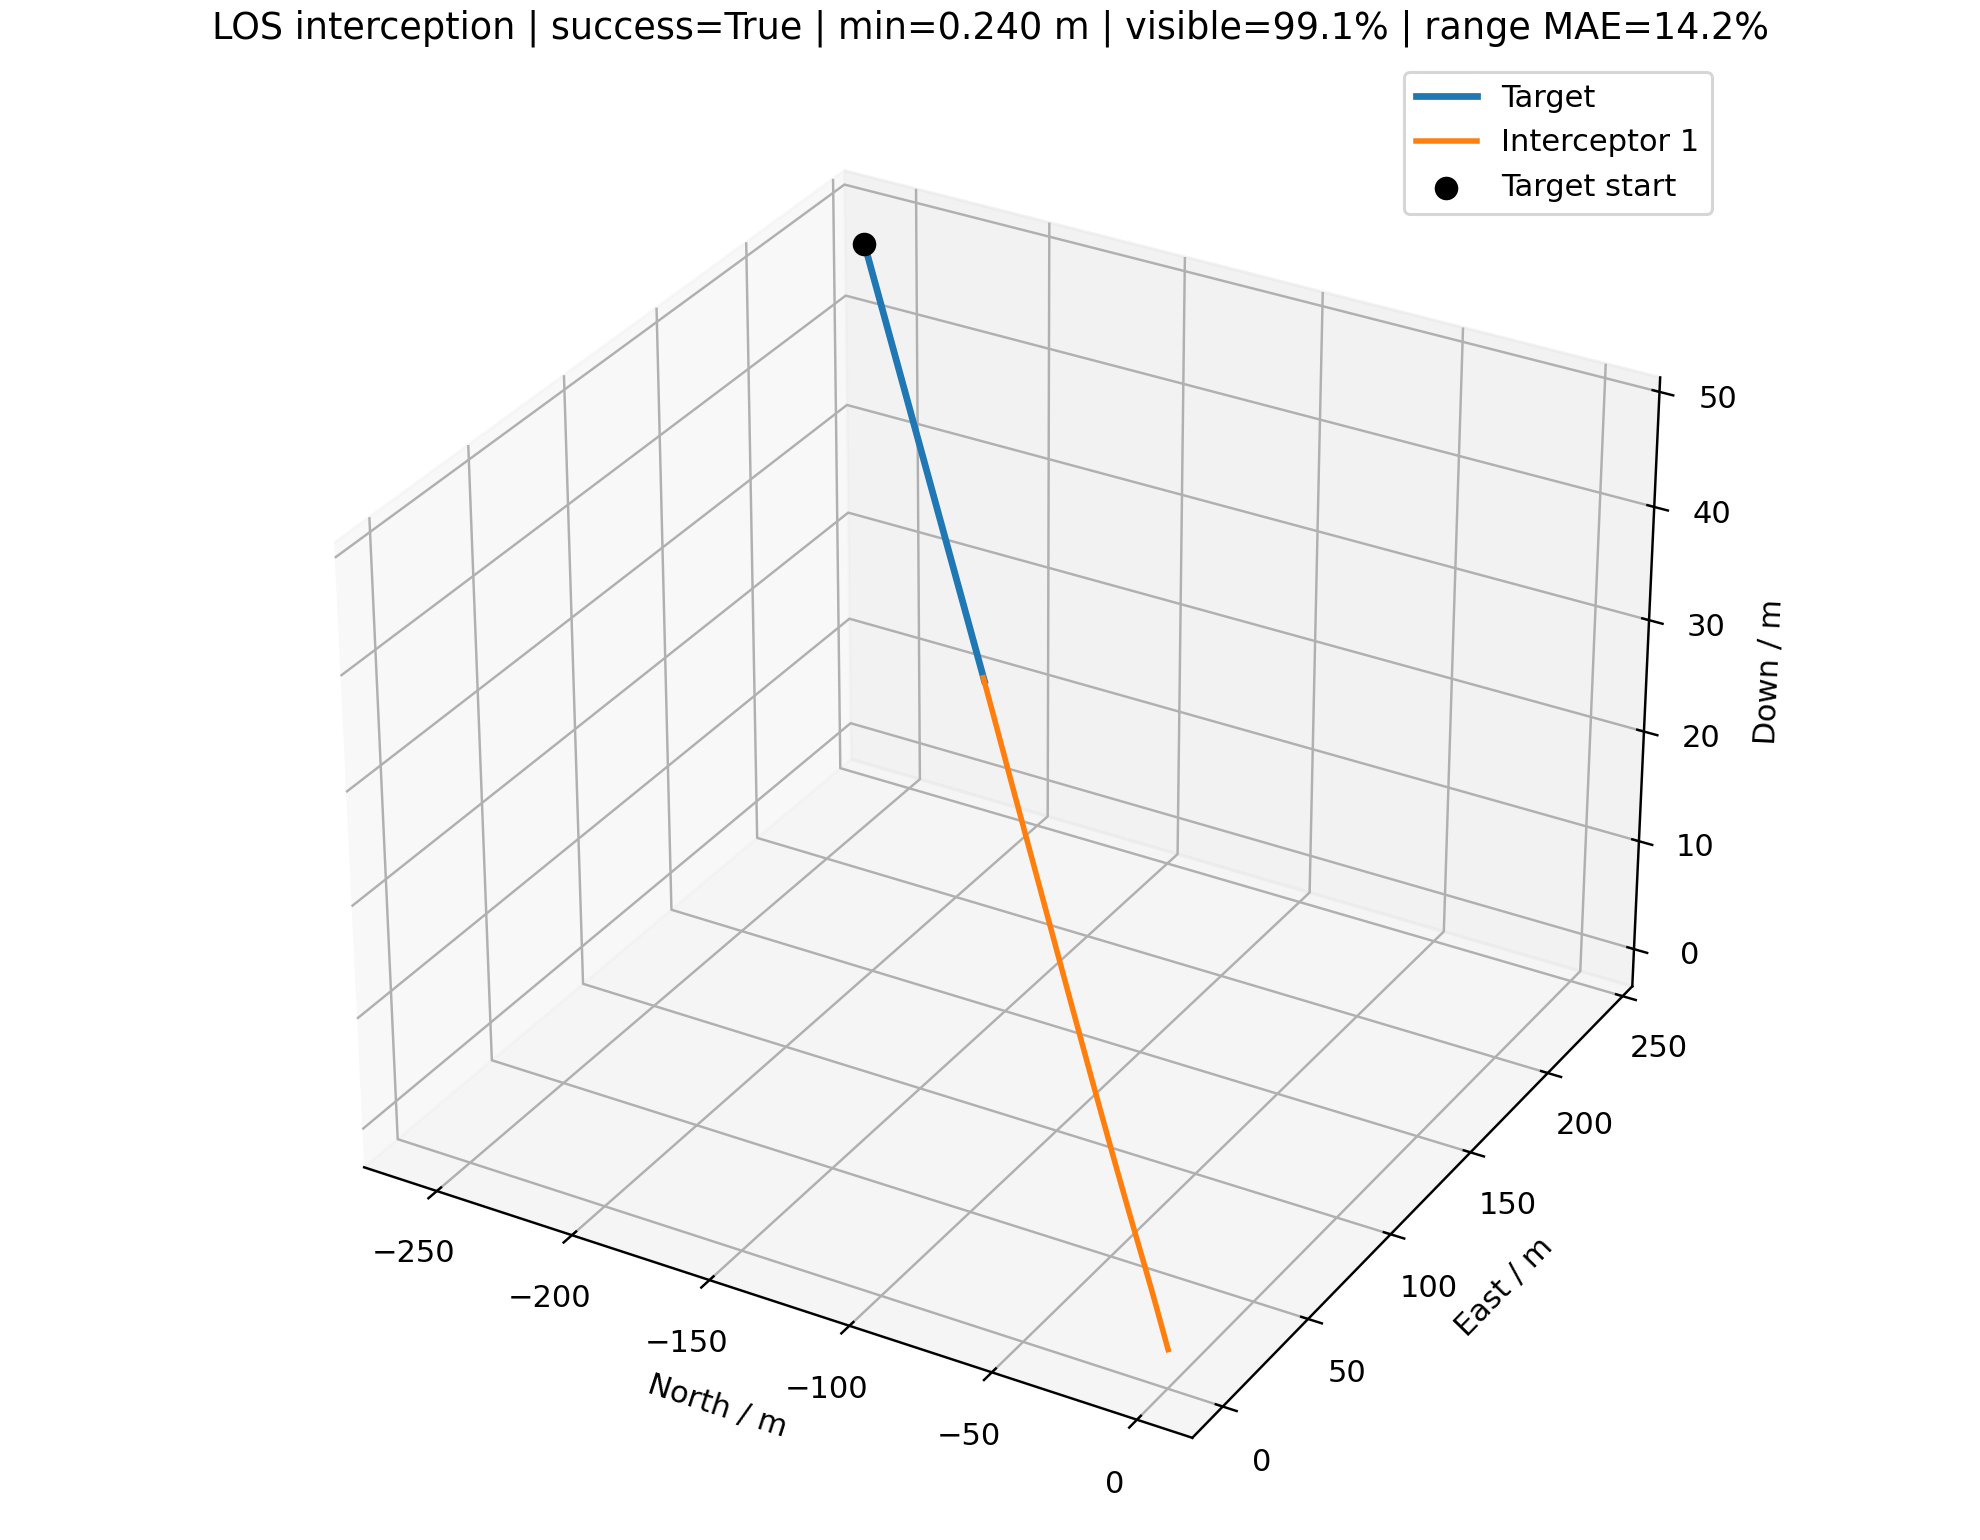 LOS interception | success=True | min=0.240 m | visible=99.1% | range MAE=14.2%
Target
Interceptor 1
Target start
50
40
30
20
10
0
Down / m
250
200
150
100
50
0
East / m
−250
−200
−150
−100
−50
0
North / m